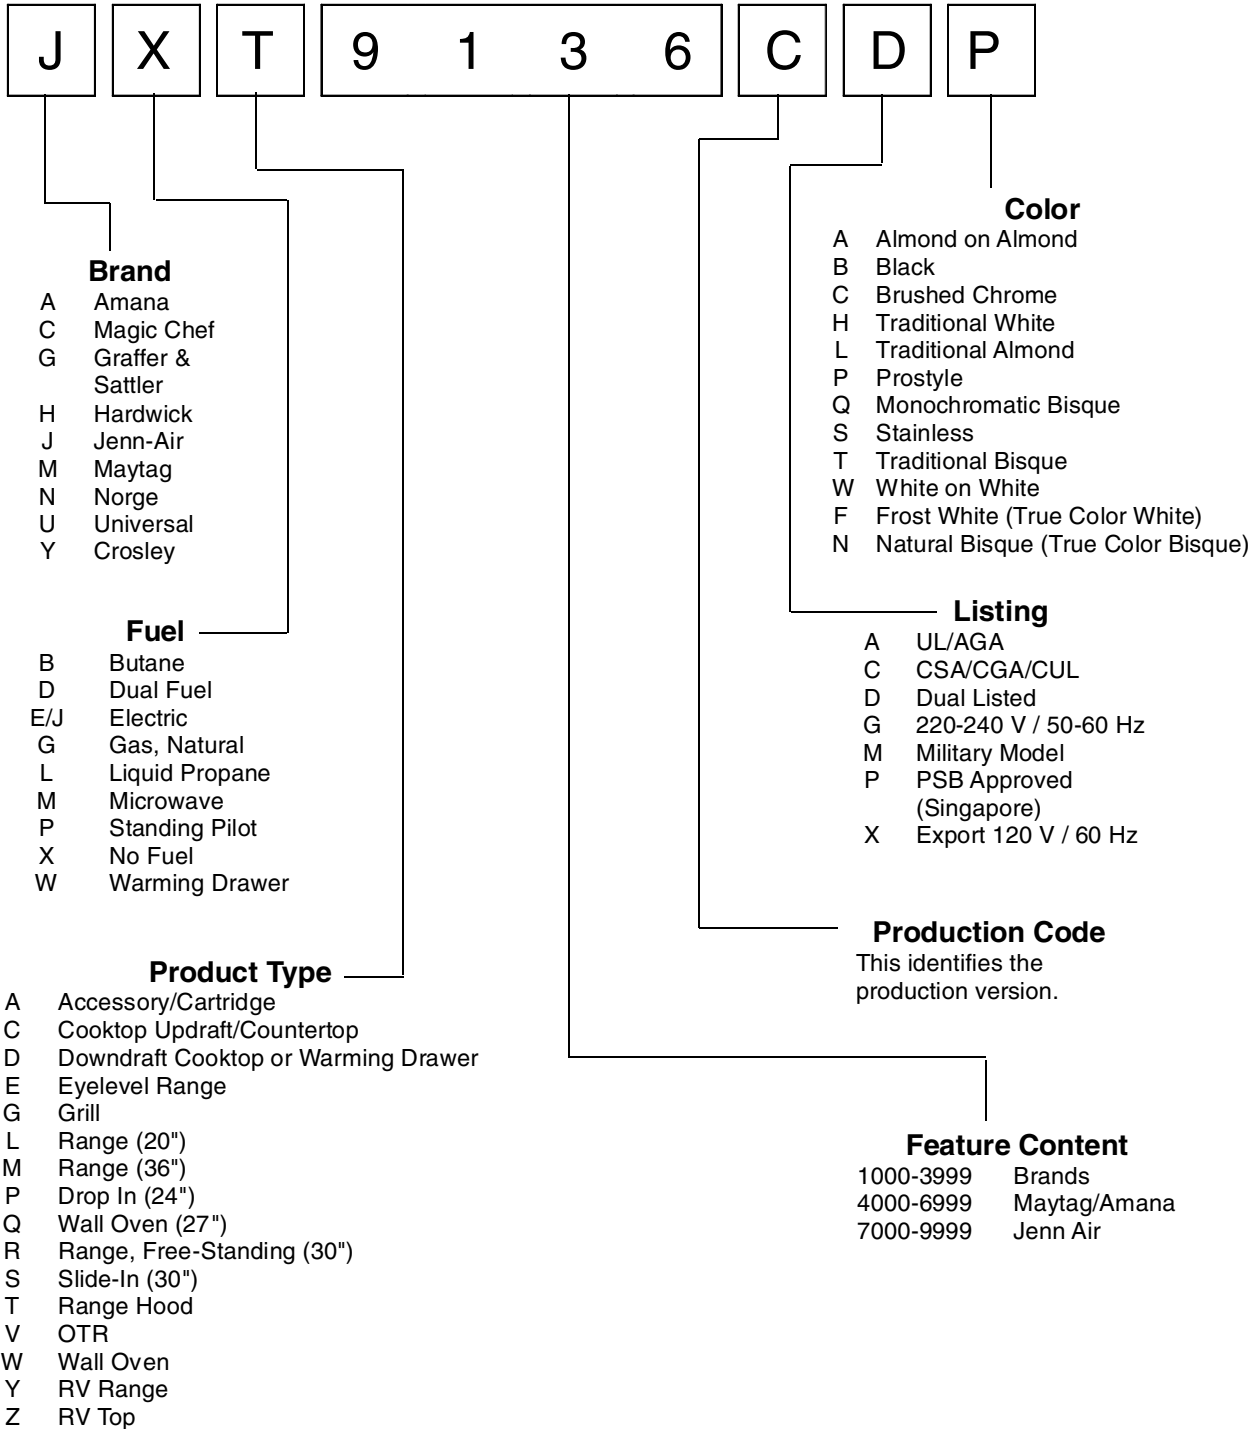 J X T 9 1 3 6 C D P
Brand
A Amana
C Magic Chef
G Graffer &
Sattler
H Hardwick
J Jenn-Air
M Maytag
N Norge
U Universal
Y Crosley
Fuel
B Butane
D Dual Fuel
E/J Electric
G Gas, Natural
L Liquid Propane
M Microwave
P Standing Pilot
X No Fuel
W Warming Drawer
Product Type
A Accessory/Cartridge
C Cooktop Updraft/Countertop
D Downdraft Cooktop or Warming Drawer
E Eyelevel Range
G Grill
L Range (20")
M Range (36")
P Drop In (24")
Q Wall Oven (27")
R Range, Free-Standing (30")
S Slide-In (30")
T Range Hood
V OTR
W Wall Oven
Y RV Range
Z RV Top
Color
A Almond on Almond
B Black
C Brushed Chrome
H Traditional White
L Traditional Almond
P Prostyle
Q Monochromatic Bisque
S Stainless
T Traditional Bisque
W White on White
F Frost White (True Color White)
N Natural Bisque (True Color Bisque)
Listing
A UL/AGA
C CSA/CGA/CUL
D Dual Listed
G 220-240 V / 50-60 Hz
M Military Model
P PSB Approved
(Singapore)
X Export 120 V / 60 Hz
Production Code
This identifies the
production version.
Feature Content
1000-3999 Brands
4000-6999 Maytag/Amana
7000-9999 Jenn Air